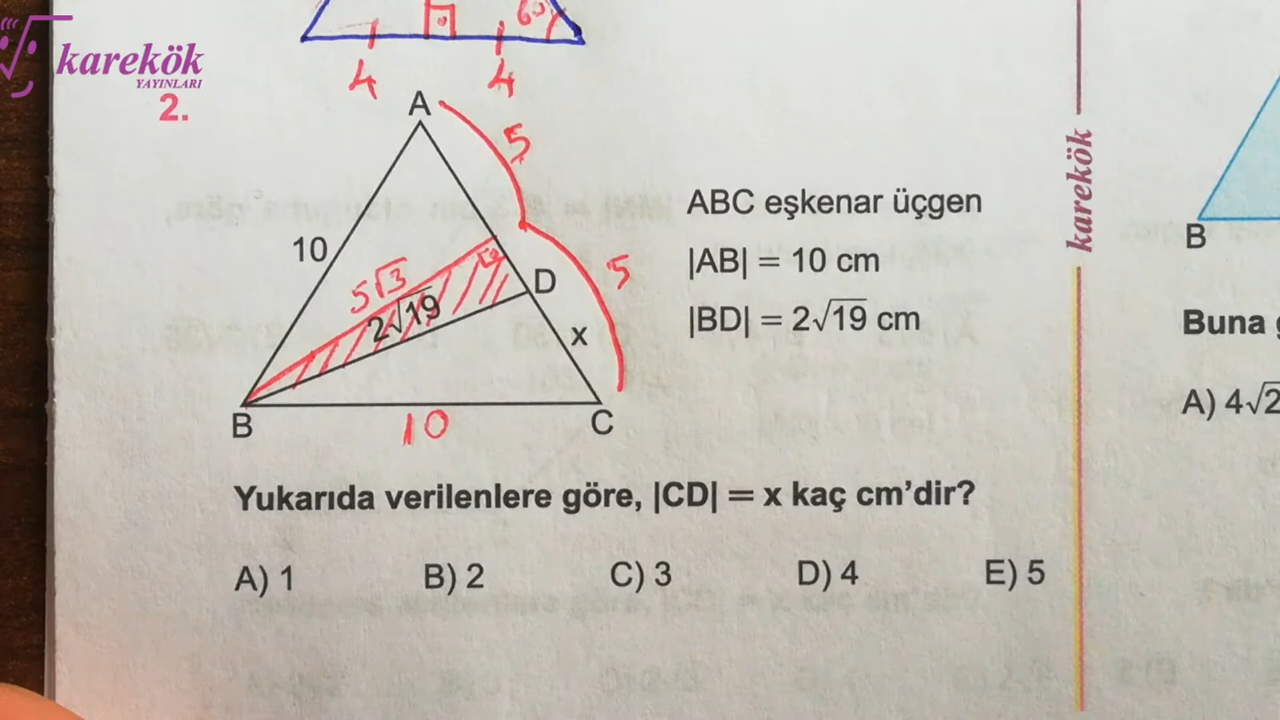 60
4 4
karekök
YAYINLARI
2.
A
5
10
5√3
2√19
D
5
x
B
10
C
ABC eşkenar üçgen
|AB| = 10 cm
|BD| = 2√19 cm
Yukarıda verilenlere göre, |CD| = x kaç cm'dir?
A) 1 B) 2 C) 3 D) 4 E) 5
karekök
B
Buna
A) 4√2